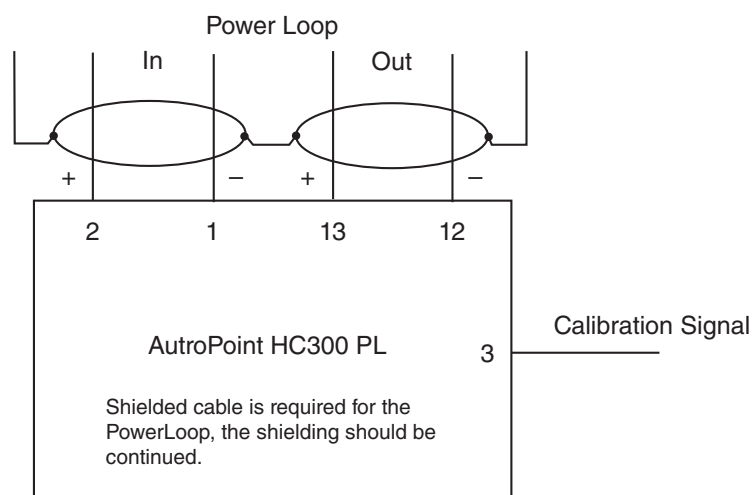 Power Loop
In
Out
+
–
+
–
2
1
13
12
AutroPoint HC300 PL
3
Calibration Signal
Shielded cable is required for the
PowerLoop, the shielding should be
continued.